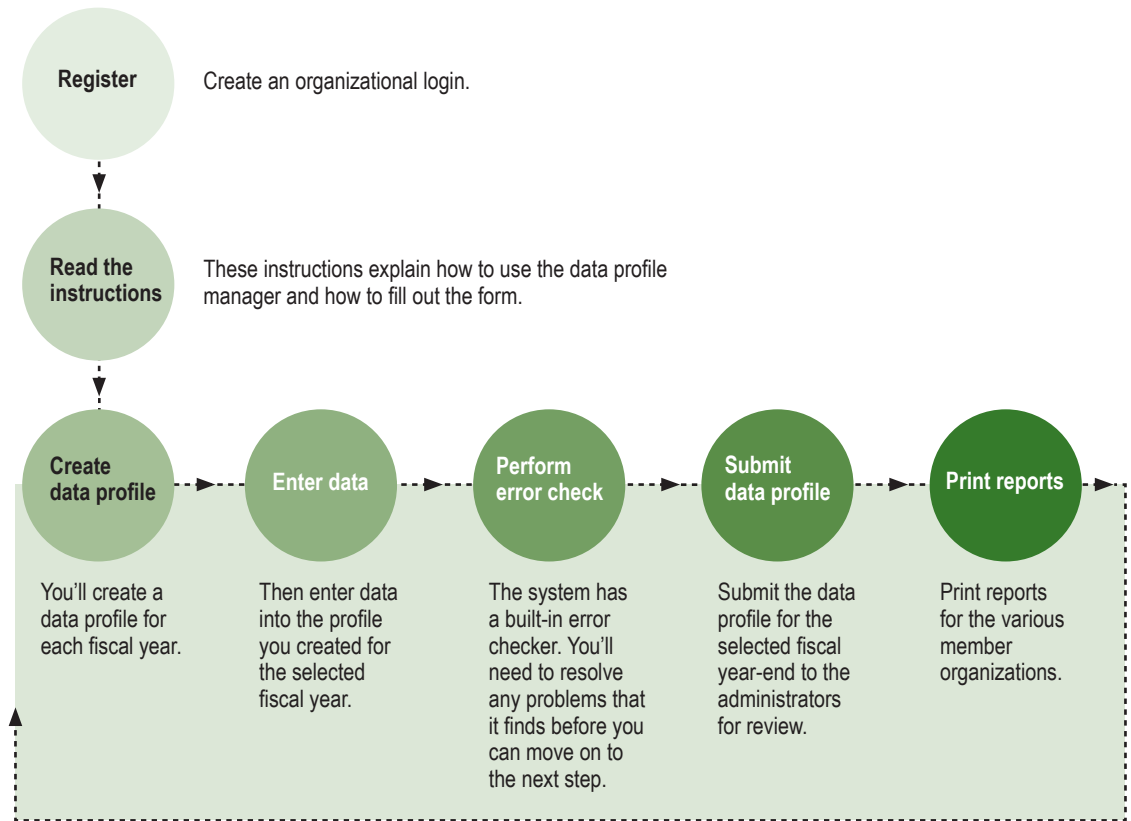 Register
Create an organizational login.
Read the
instructions
These instructions explain how to use the data profile
manager and how to fill out the form.
Create
data profile
Enter data
Perform
error check
Submit
data profile
Print reports
You’ll create a
data profile for
each fiscal year.
Then enter data
into the profile
you created for
the selected
fiscal year.
The system has
a built-in error
checker. You’ll
need to resolve
any problems that
it finds before you
can move on to
the next step.
Submit the data
profile for the
selected fiscal
year-end to the
administrators
for review.
Print reports
for the various
member
organizations.